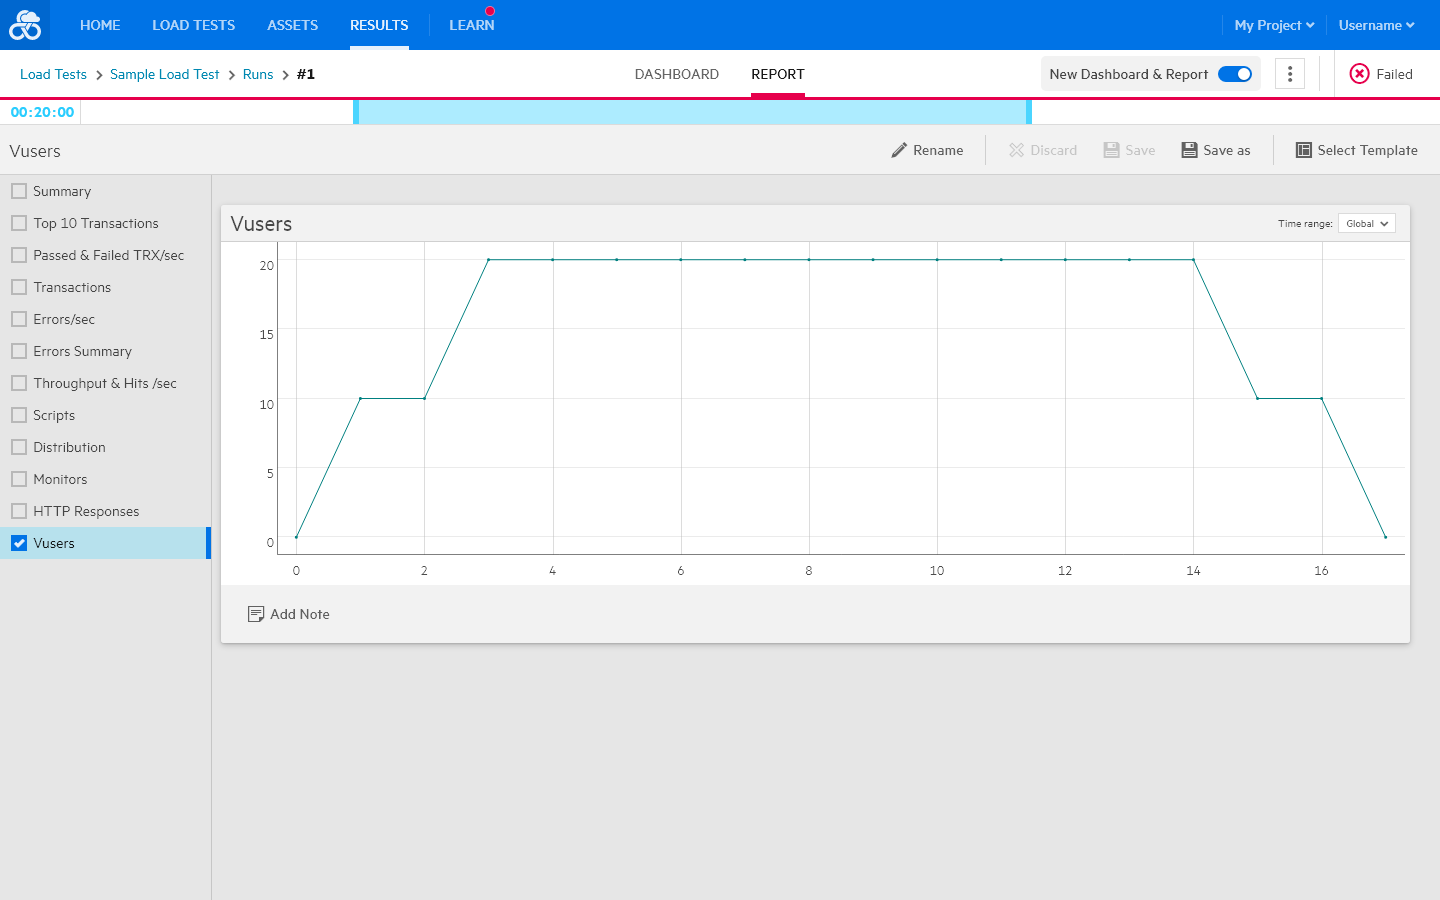 HOME LOAD TESTS ASSETS RESULTS LEARN My Project Username
Load Tests Sample Load Test Runs #1 DASHBOARD REPORT New Dashboard & Report Failed
00:20:00
Vusers Rename Discard Save Save as Select Template
Summary
Top 10 Transactions
Passed & Failed TRX/sec
Transactions
Errors/sec
Errors Summary
Throughput & Hits /sec
Scripts
Distribution
Monitors
HTTP Responses
Vusers
Vusers Time range: Global
20
15
10
5
0
0 2 4 6 8 10 12 14 16
Add Note